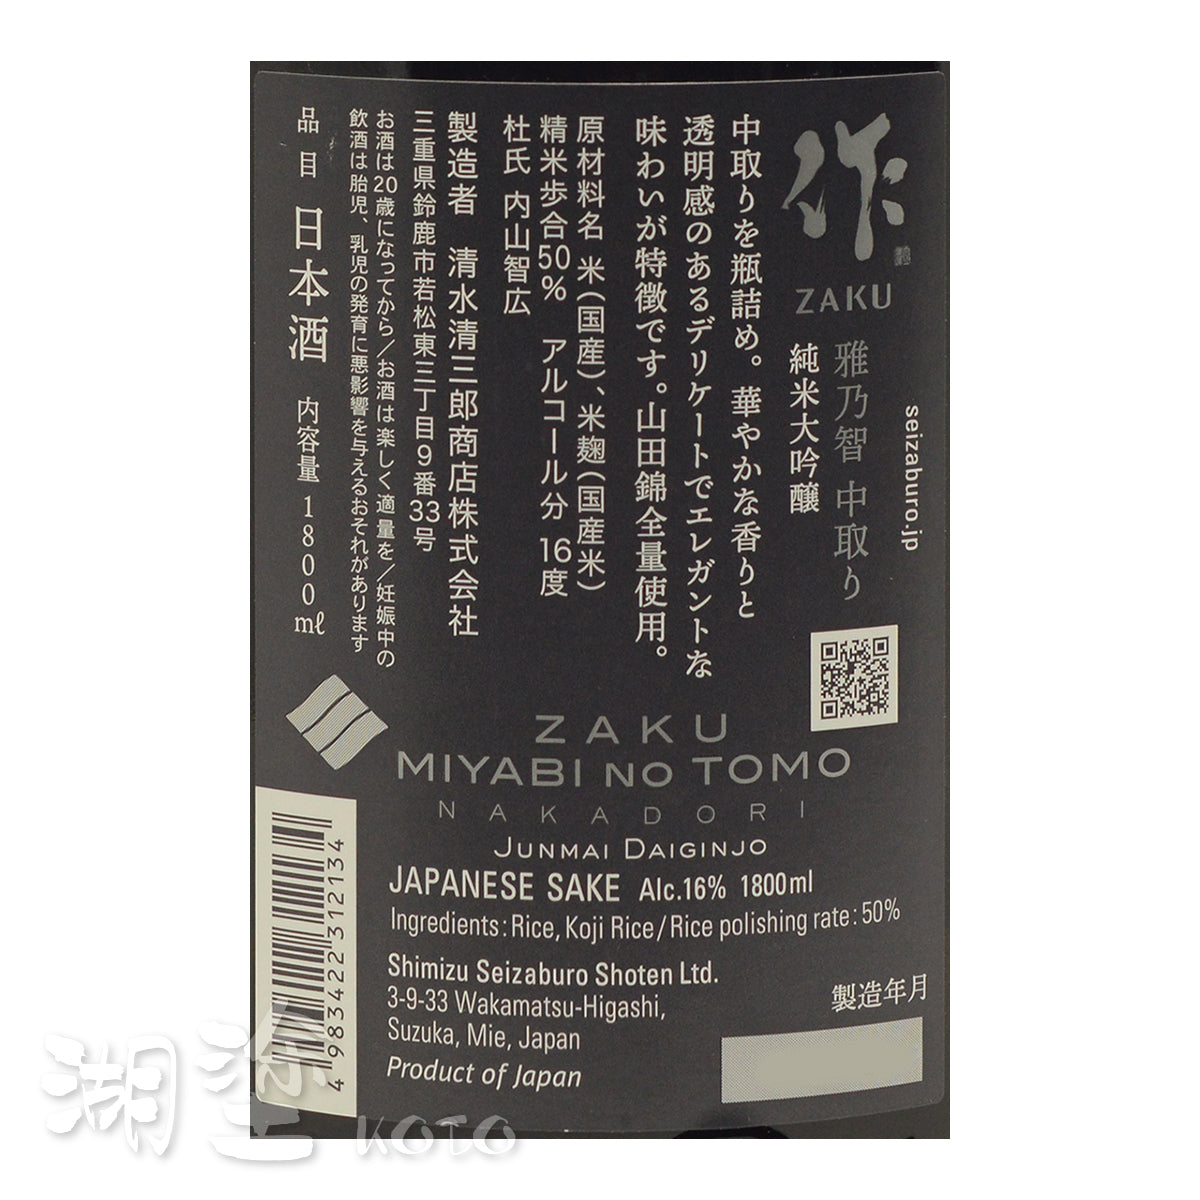 作
ZAKU
seizaburo.jp
雅乃智 中取り
純米大吟醸
中取りを瓶詰め。華やかな香りと
透明感のあるデリケートでエレガントな
味わいが特徴です。山田錦全量使用。
原材料名 米(国産)、米麹(国産米)
精米歩合50% アルコール分 16度
杜氏 内山智広
製造者 清水清三郎商店株式会社
三重県鈴鹿市若松東三丁目9番33号
お酒は20歳になってから/お酒は楽しく適量を/妊娠中の
飲酒は胎児、乳児の発育に悪影響を与えるおそれがあります
品目 日本酒 内容量 1800㎖
ZAKU
MIYABI NO TOMO
NAKADORI
JUNMAI DAIGINJO
JAPANESE SAKE Alc.16% 1800ml
Ingredients: Rice, Koji Rice/Rice polishing rate: 50%
Shimizu Seizaburo Shoten Ltd.
3-9-33 Wakamatsu-Higashi,
Suzuka, Mie, Japan
Product of Japan
製造年月
4 983422 312134
湖塗
KOTO